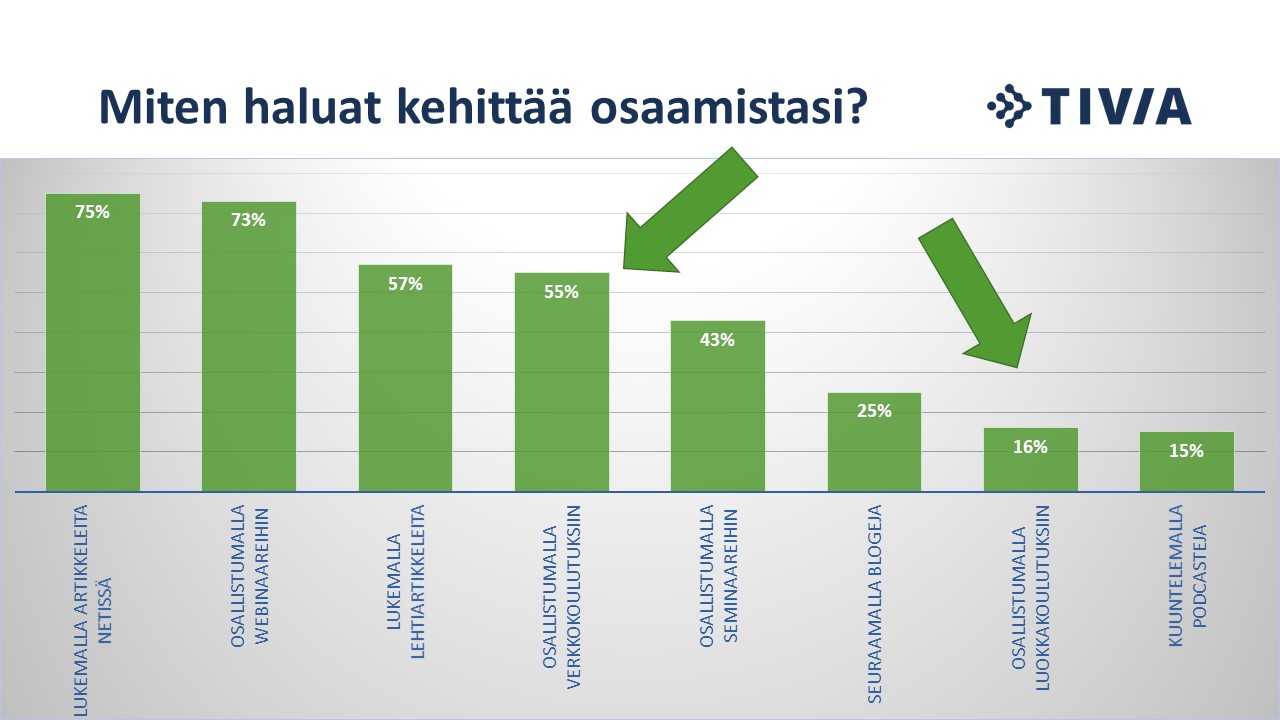 Miten haluat kehittää osaamistasi?
TIVIA
75%
73%
57%
55%
43%
25%
16%
15%
LUKEMALLA ARTIKKELEITA
NETISSÄ
OSALLISTUMALLA
WEBINAAREIHIN
LUKEMALLA
LEHTIARTIKKELEITA
OSALLISTUMALLA
VERKKOKOULUTUKSIIN
OSALLISTUMALLA
SEMINAAREIHIN
SEURAAMALLA BLOGEJA
OSALLISTUMALLA
LUOKKAKOULUTUKSIIN
KUUNTELEMALLA
PODCASTEJA